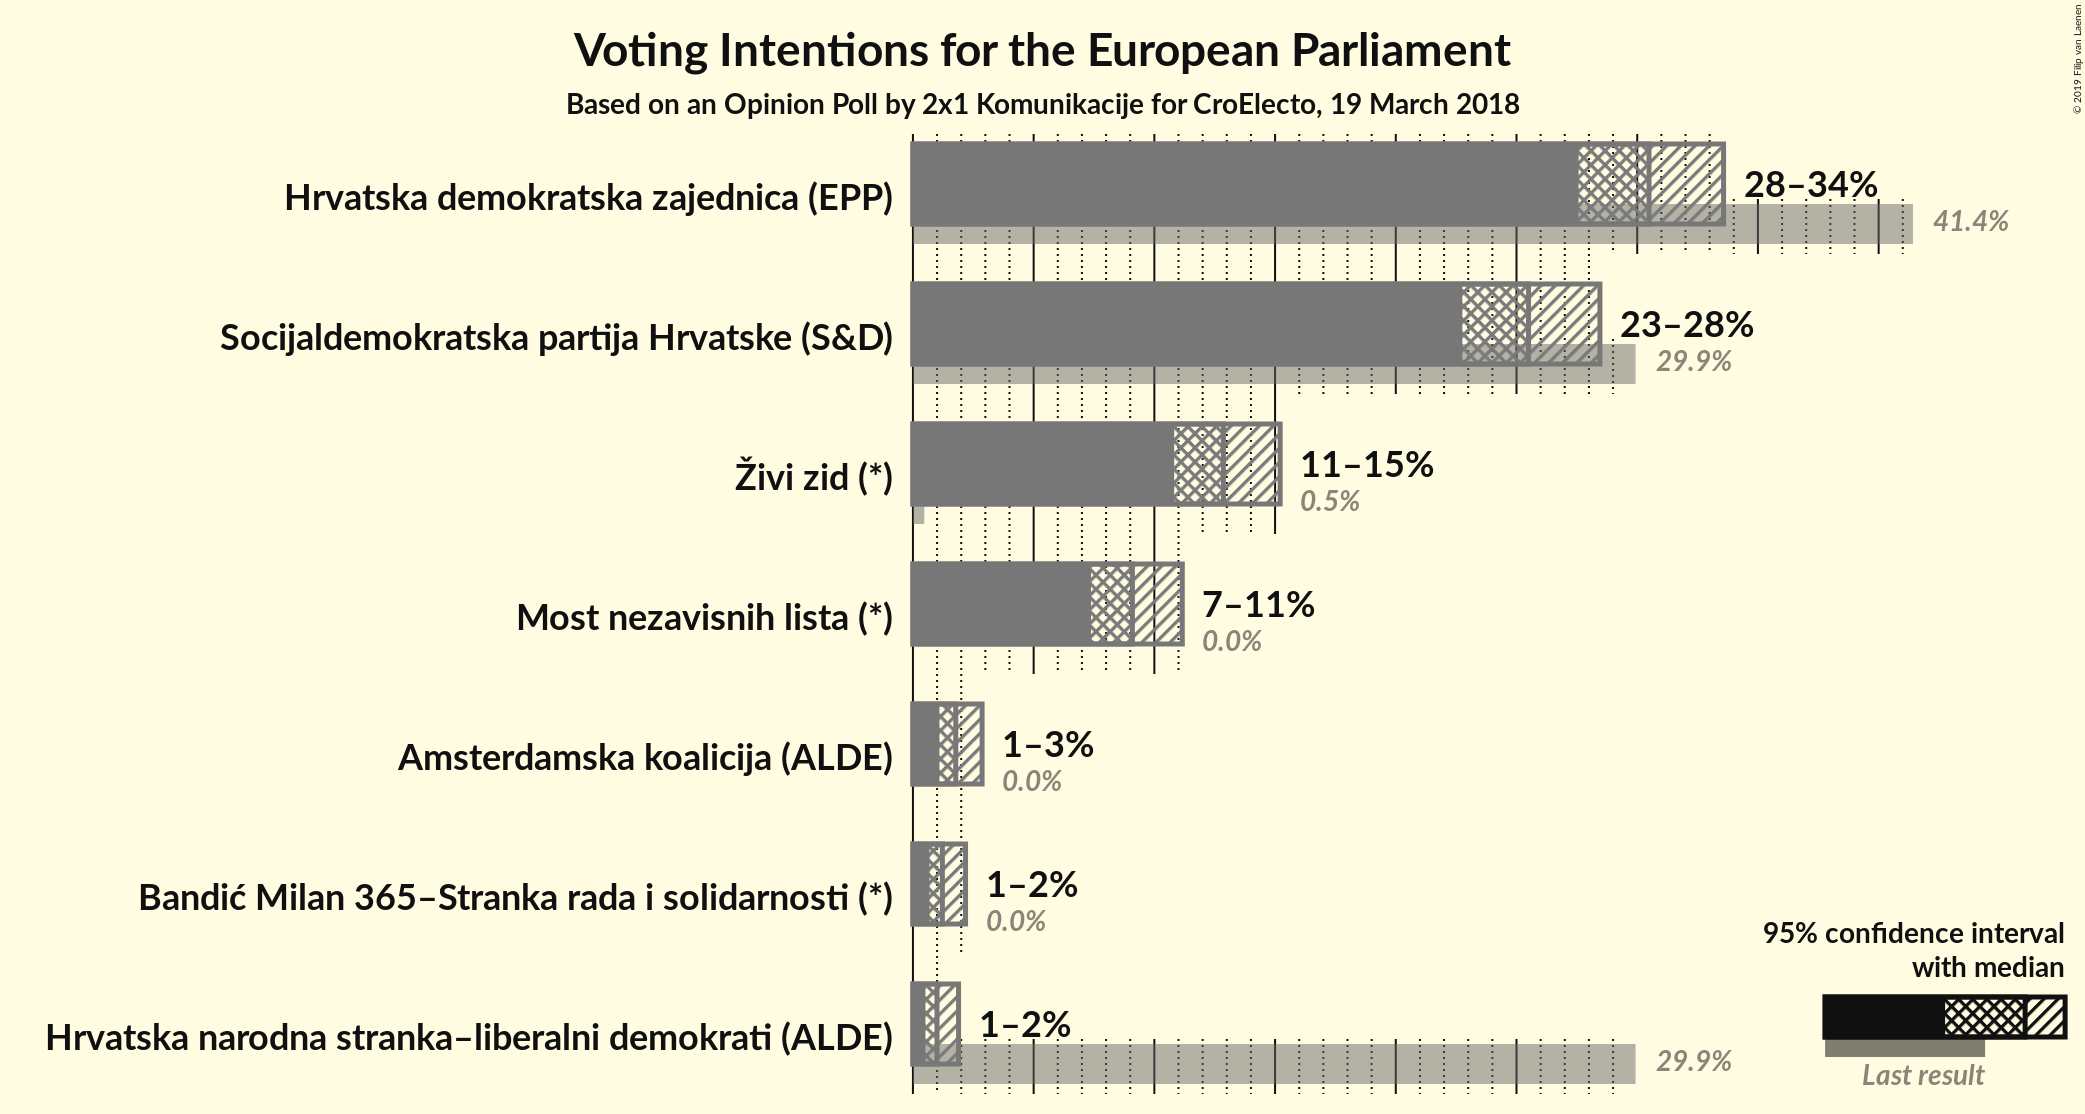 Voting Intentions for the European Parliament
Based on an Opinion Poll by 2x1 Komunikacije for CroElecto, 19 March 2018
© 2019 Filip van Laenen
Hrvatska demokratska zajednica (EPP)
28–34%
41.4%
Socijaldemokratska partija Hrvatske (S&D)
23–28%
29.9%
Živi zid (*)
11–15%
0.5%
Most nezavisnih lista (*)
7–11%
0.0%
Amsterdamska koalicija (ALDE)
1–3%
0.0%
Bandić Milan 365–Stranka rada i solidarnosti (*)
1–2%
0.0%
Hrvatska narodna stranka–liberalni demokrati (ALDE)
1–2%
29.9%
95% confidence interval
with median
Last result